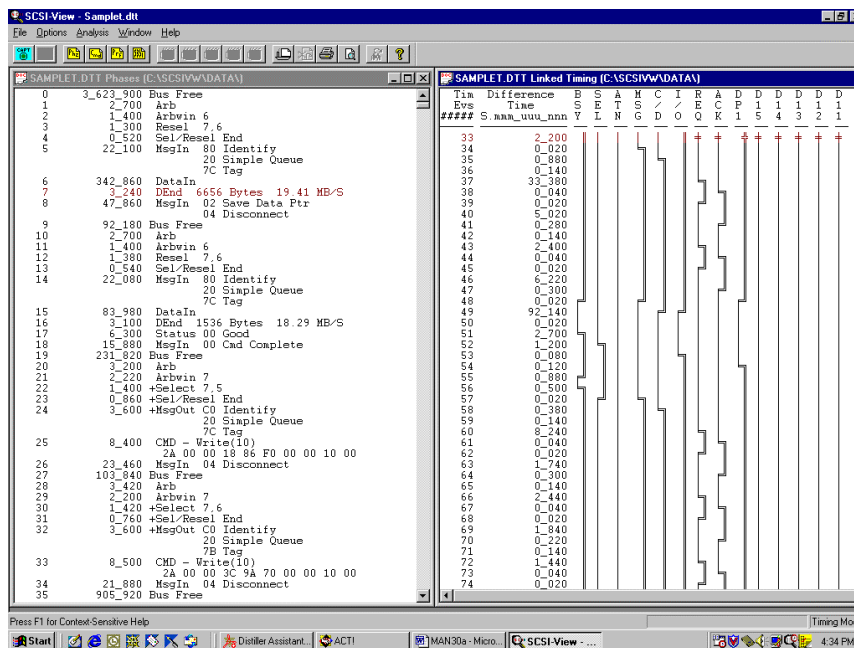 SCSI-View - Samplet.dtt
File Options Analysis Window Help
SAMPLET.DTT Phases (C:\SCSIVW\DATA\)
0 3_623_900 Bus Free
1 2_700 Arb
2 1_400 Arbwin 6
3 1_300 Resel 7,6
4 0_520 Sel/Resel End
5 22_100 MsgIn 80 Identify
20 Simple Queue
7C Tag
6 342_860 DataIn
7 3_240 DEnd 6656 Bytes 19.41 MB/S
8 47_860 MsgIn 02 Save Data Ptr
04 Disconnect
9 92_180 Bus Free
10 2_700 Arb
11 1_400 Arbwin 6
12 1_380 Resel 7,6
13 0_540 Sel/Resel End
14 22_080 MsgIn 80 Identify
20 Simple Queue
7C Tag
15 83_980 DataIn
16 3_100 DEnd 1536 Bytes 18.29 MB/S
17 6_300 Status 00 Good
18 15_880 MsgIn 00 Cmd Complete
19 231_820 Bus Free
20 3_200 Arb
21 2_220 Arbwin 7
22 1_400 +Select 7,5
23 0_860 +Sel/Resel End
24 3_600 +MsgOut C0 Identify
20 Simple Queue
7C Tag
25 8_400 CMD - Write(10)
2A 00 00 18 86 F0 00 00 10 00
26 23_460 MsgIn 04 Disconnect
27 103_840 Bus Free
28 3_420 Arb
29 2_200 Arbwin 7
30 1_420 +Select 7,6
31 0_760 +Sel/Resel End
32 3_600 +MsgOut C0 Identify
20 Simple Queue
7B Tag
33 8_500 CMD - Write(10)
2A 00 00 3C 9A 70 00 00 10 00
34 21_880 MsgIn 04 Disconnect
35 905_920 Bus Free
SAMPLET.DTT Linked Timing (C:\SCSIVW\DATA\)
Tim Difference B S A M C I R A D D D D D D
Evs Time S E T S / / E C P 1 1 1 1 1
##### S.mmm_uuu_nnn Y L N G D O Q K 1 5 4 3 2 1
33 2_200
34 0_020
35 0_880
36 0_140
37 33_380
38 0_040
39 0_020
40 5_020
41 0_280
42 0_140
43 2_400
44 0_040
45 0_020
46 6_220
47 0_300
48 0_020
49 92_140
50 0_020
51 2_700
52 1_200
53 0_080
54 0_120
55 0_880
56 0_500
57 0_020
58 0_380
59 0_140
60 8_240
61 0_040
62 0_020
63 1_740
64 0_300
65 0_140
66 2_440
67 0_040
68 0_020
69 1_840
70 0_220
71 0_140
72 1_440
73 0_040
74 0_020
Press F1 for Context-Sensitive Help
Timing Mo
Start Distiller Assistant... ACT! MAN30a - Micro... SCSI-View - ... 4:34 PM